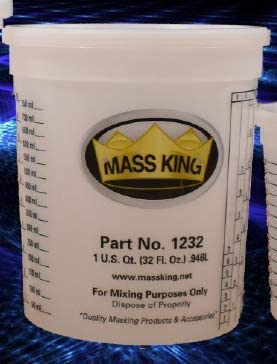 MASS KING
Part No. 1232
1 U.S. Qt. (32 Fl. Oz.) .946L
www.massking.net
For Mixing Purposes Only
Dispose of Properly
"Quality Masking Products & Accessories"